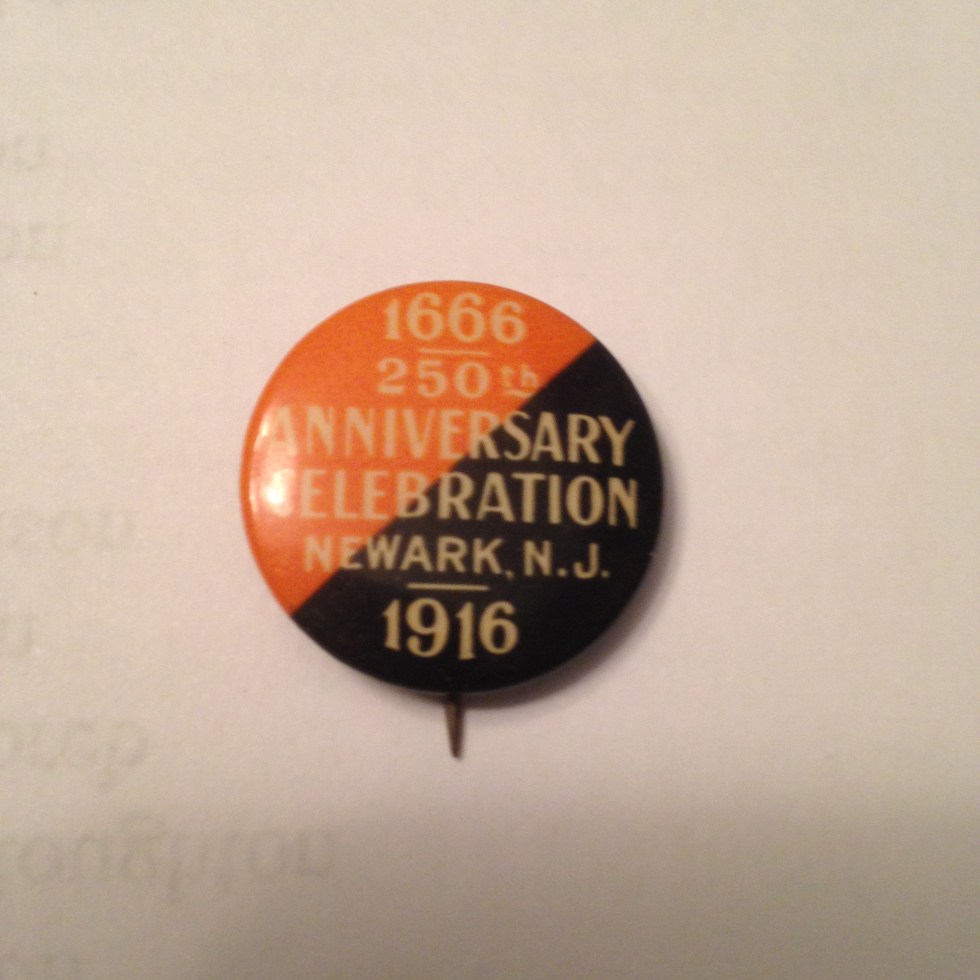 1666
250th
ANNIVERSARY
CELEBRATION
NEWARK, N.J.
1916